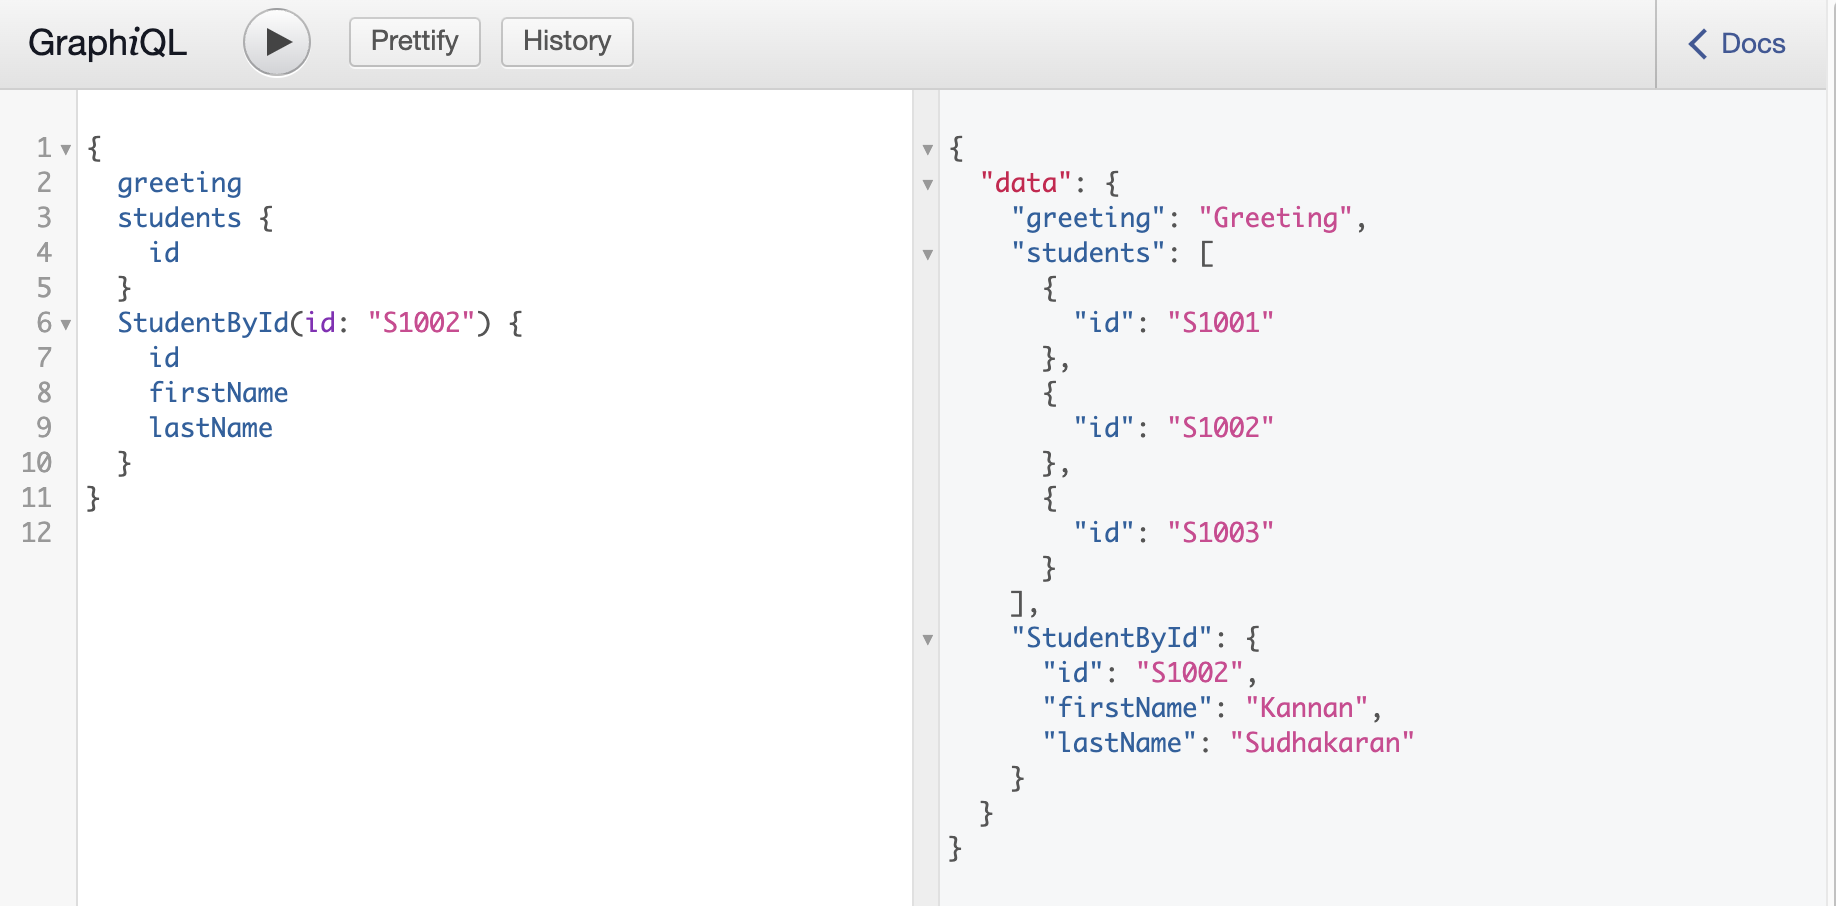 GraphiQL Prettify History Docs
1 {
2   greeting
3   students {
4     id
5   }
6   StudentById(id: "S1002") {
7     id
8     firstName
9     lastName
10   }
11 }
12
{
  "data": {
    "greeting": "Greeting",
    "students": [
      {
        "id": "S1001"
      },
      {
        "id": "S1002"
      },
      {
        "id": "S1003"
      }
    ],
    "StudentById": {
      "id": "S1002",
      "firstName": "Kannan",
      "lastName": "Sudhakaran"
    }
  }
}